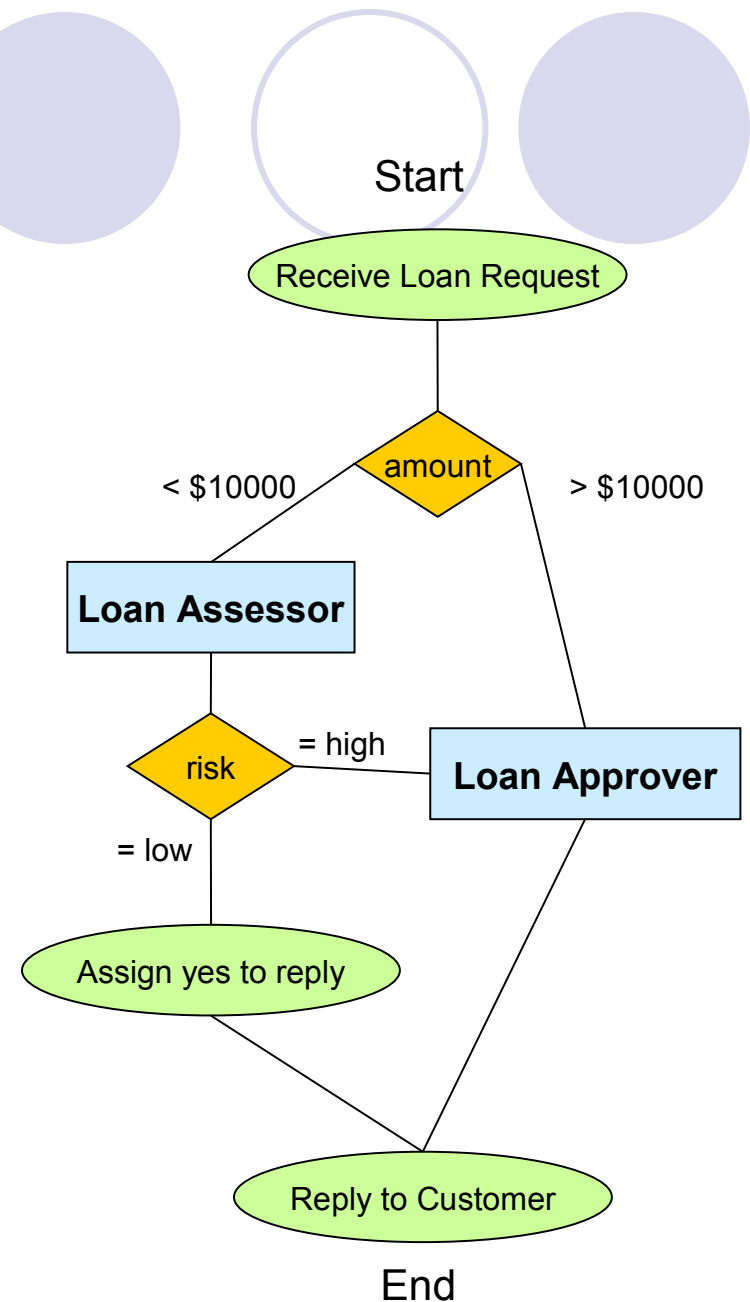 Start
Receive Loan Request
amount
< $10000
> $10000
Loan Assessor
risk
= high
Loan Approver
= low
Assign yes to reply
Reply to Customer
End